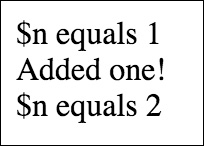 $n equals 1
Added one!
$n equals 2